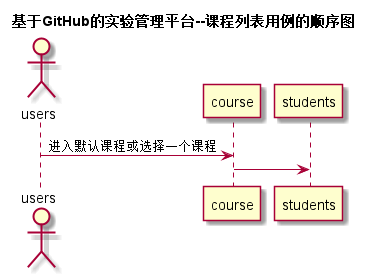 基于GitHub的实验管理平台--课程列表用例的顺序图
users
course
students
进入默认课程或选择一个课程
users
course
students